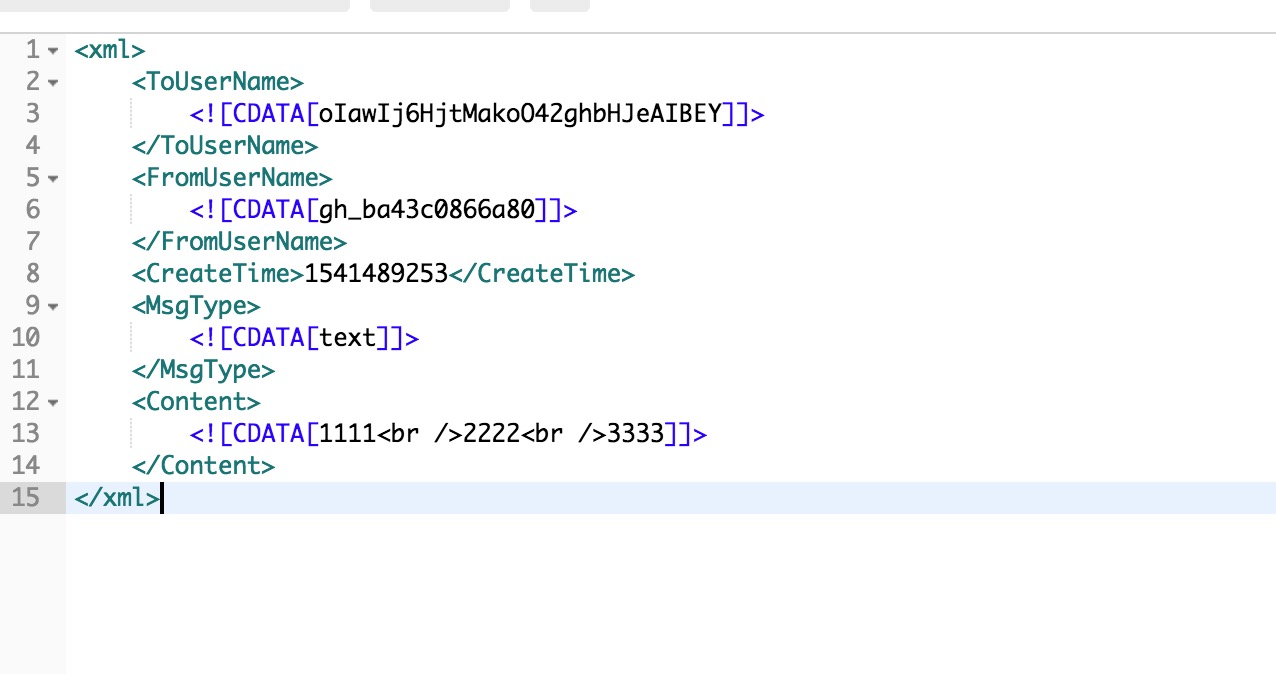 1 <xml>
2 <ToUserName>
3 <![CDATA[oIawIj6HjtMakoO42ghbHJeAIBEY]]>
4 </ToUserName>
5 <FromUserName>
6 <![CDATA[gh_ba43c0866a80]]>
7 </FromUserName>
8 <CreateTime>1541489253</CreateTime>
9 <MsgType>
10 <![CDATA[text]]>
11 </MsgType>
12 <Content>
13 <![CDATA[1111<br />2222<br />3333]]>
14 </Content>
15 </xml>